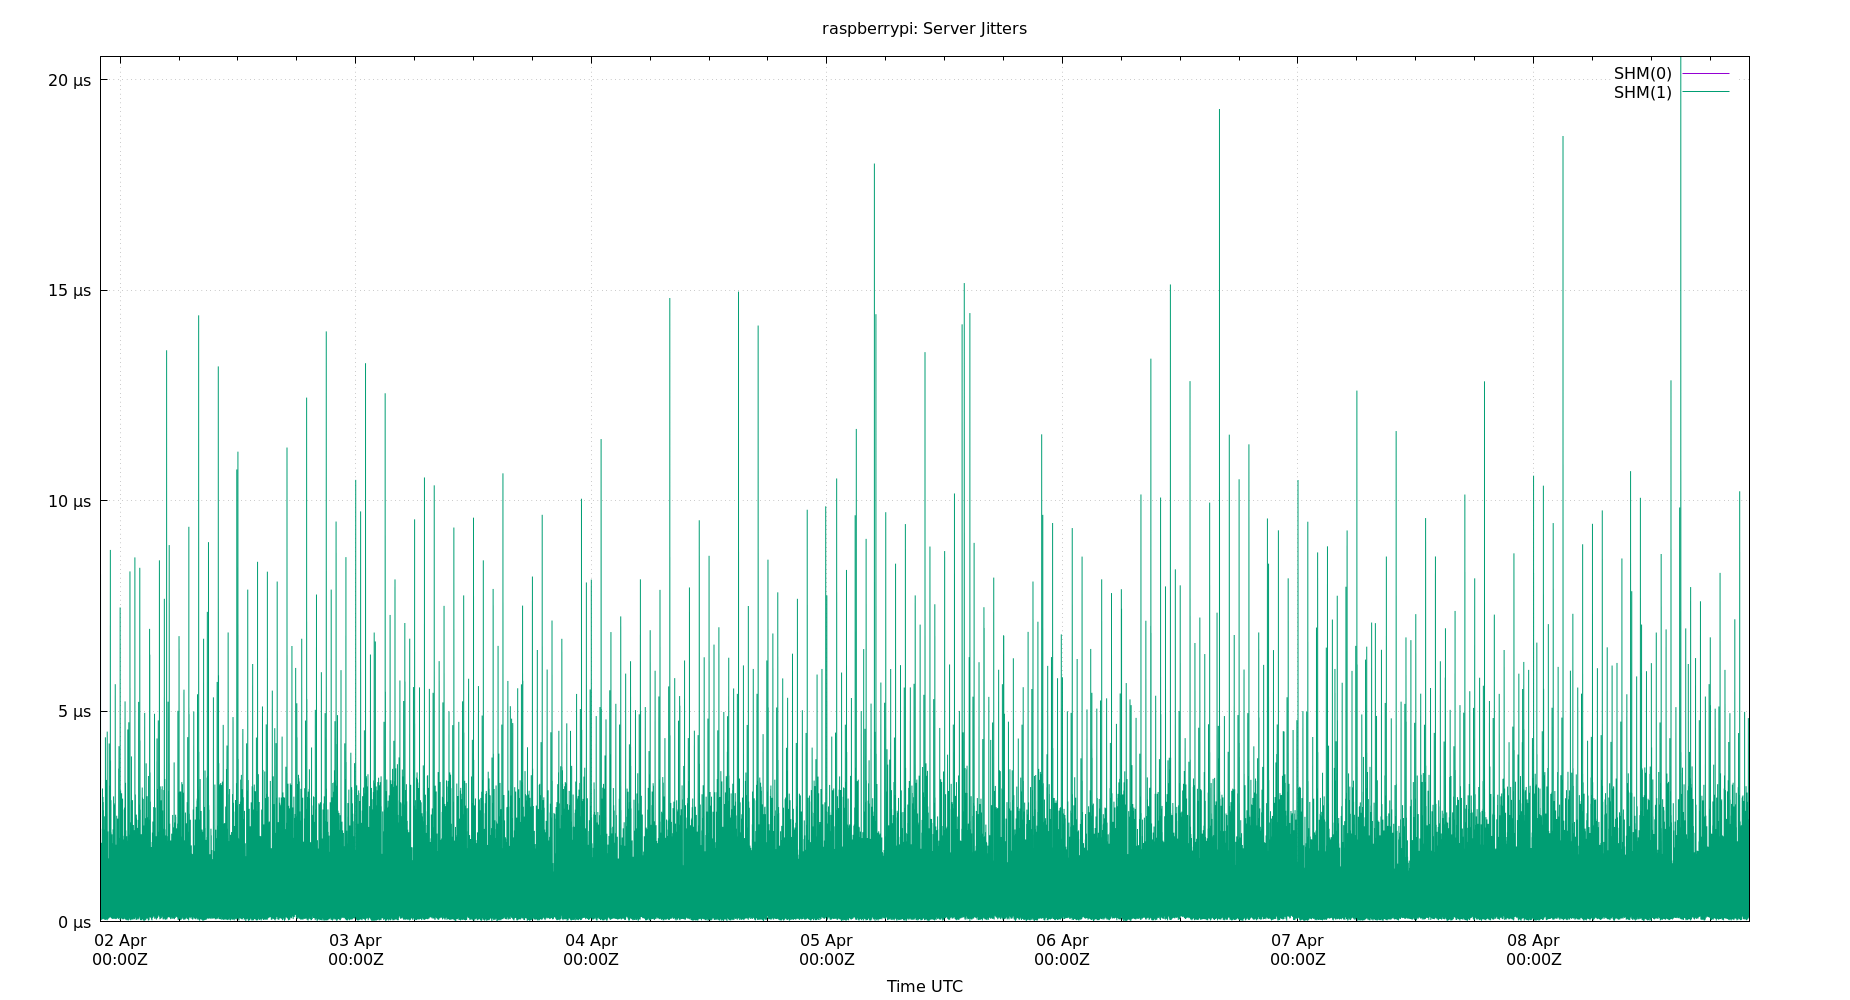 raspberrypi: Server Jitters
20 µs
SHM(0)
SHM(1)
15 µs
10 µs
5 µs
0 µs
02 Apr 03 Apr 04 Apr 05 Apr 06 Apr 07 Apr 08 Apr
00:00Z 00:00Z 00:00Z 00:00Z 00:00Z 00:00Z 00:00Z
Time UTC